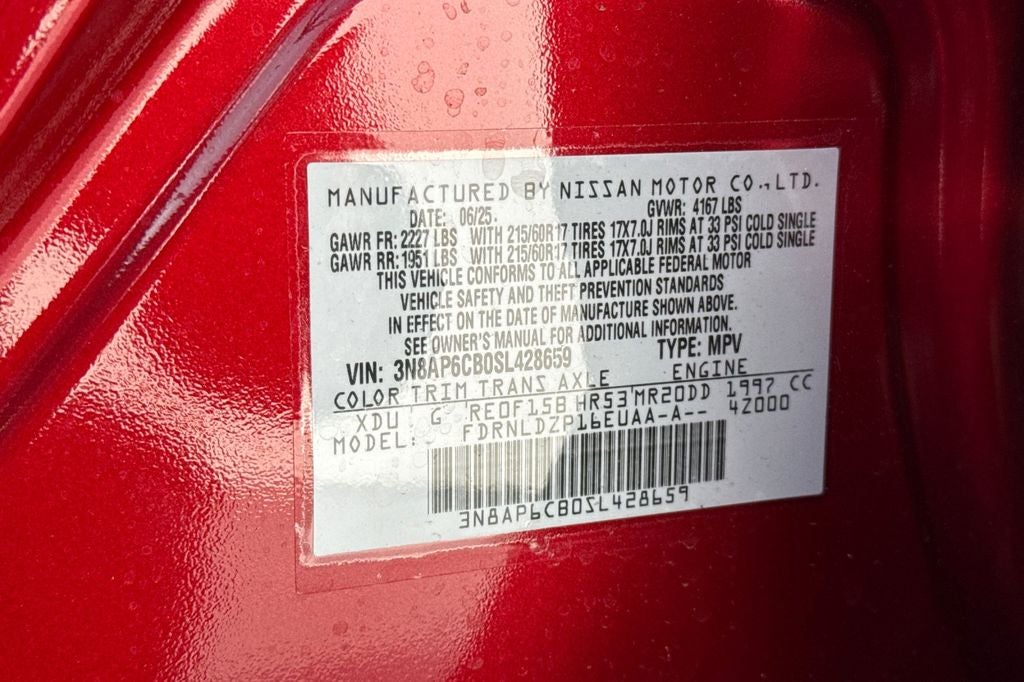 MANUFACTURED BY NISSAN MOTOR CO., LTD.
DATE: 06/25. GVWR: 4167 LBS
GAWR FR: 2227 LBS WITH 215/60R17 TIRES 17X7.0J RIMS AT 33 PSI COLD SINGLE
GAWR RR: 1951 LBS WITH 215/60R17 TIRES 17X7.0J RIMS AT 33 PSI COLD SINGLE
THIS VEHICLE CONFORMS TO ALL APPLICABLE FEDERAL MOTOR
VEHICLE SAFETY AND THEFT PREVENTION STANDARDS
IN EFFECT ON THE DATE OF MANUFACTURE SHOWN ABOVE.
SEE OWNER'S MANUAL FOR ADDITIONAL INFORMATION.
VIN: 3N8AP6CB0SL428659 TYPE: MPV
COLOR TRIM TRANS AXLE ENGINE
XDU G RE0F15B HR53 MR20DD 1997 CC
MODEL: FDRNLDZP16EUAA-A-- 4Z000
3N8AP6CB0SL428659